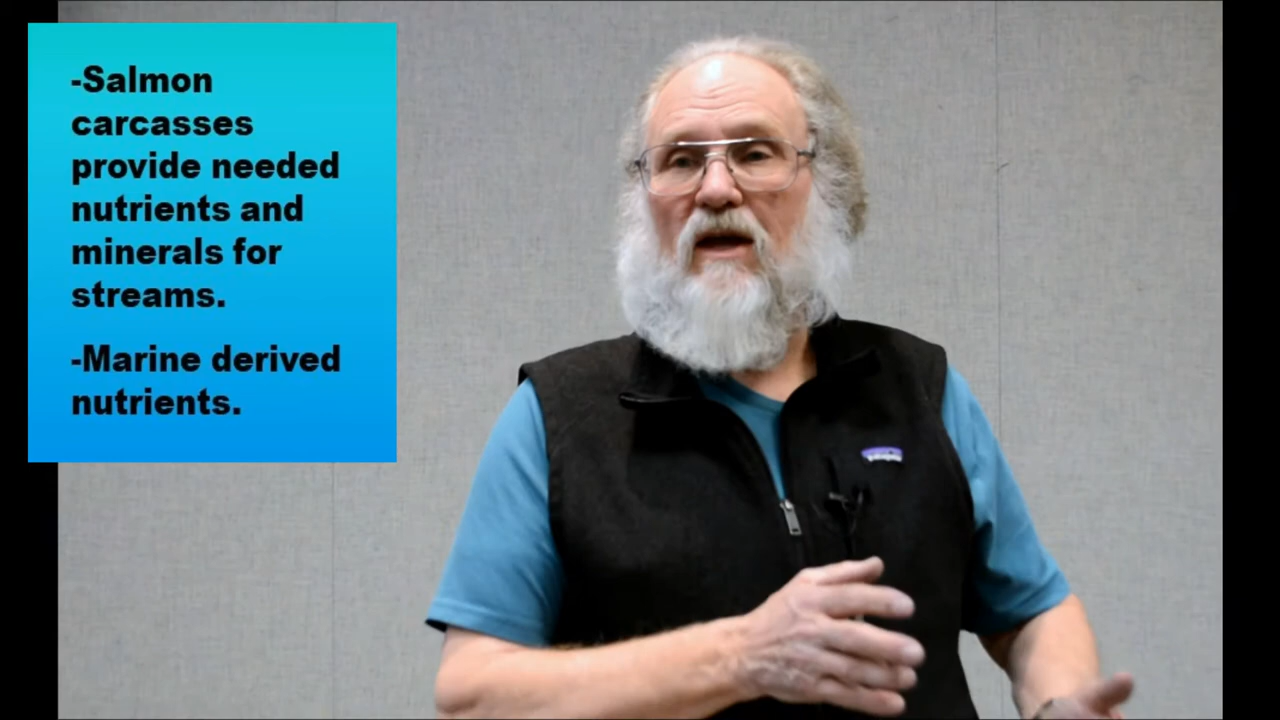 -Salmon
carcasses
provide needed
nutrients and
minerals for
streams.
-Marine derived
nutrients.